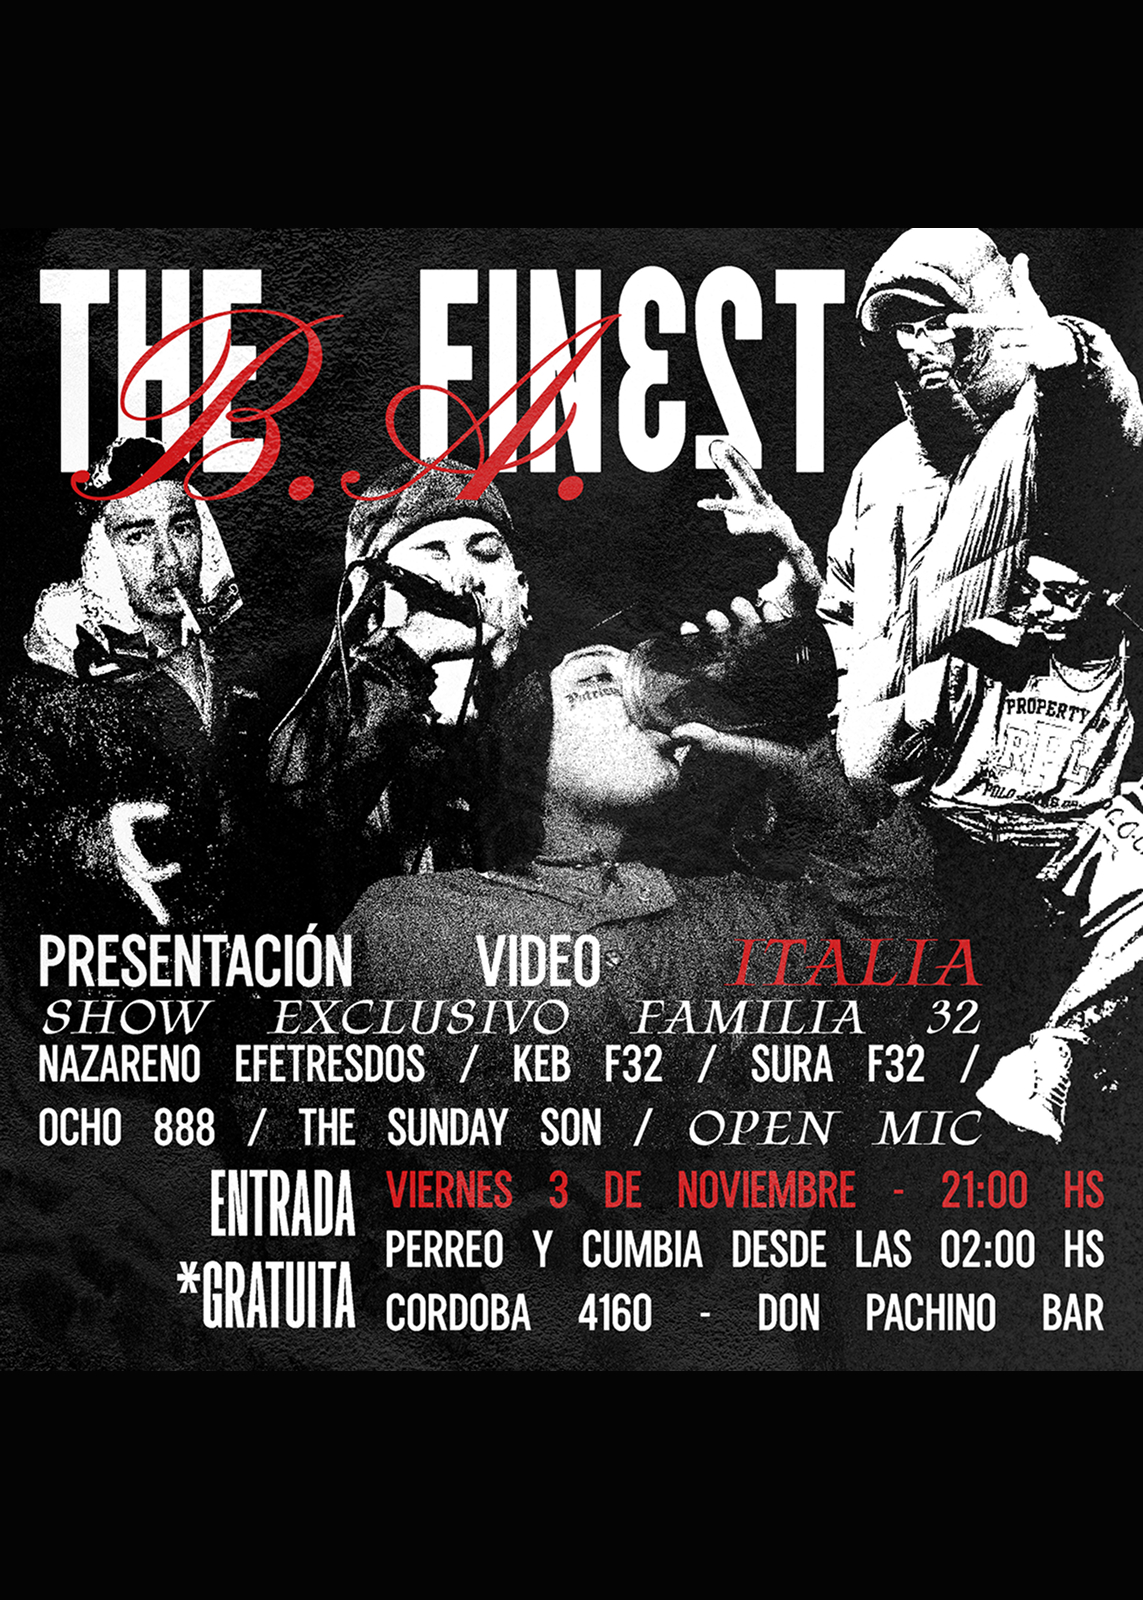 THE FINƐƧT
B.A.
PROPERTY OF
RHL
PRESENTACIÓN VIDEO ITALIA
SHOW EXCLUSIVO FAMILIA 32
NAZARENO EFETRESDOS / KEB F32 / SURA F32 /
OCHO 888 / THE SUNDAY SON / OPEN MIC
ENTRADA
*GRATUITA
VIERNES 3 DE NOVIEMBRE - 21:00 HS
PERREO Y CUMBIA DESDE LAS 02:00 HS
CORDOBA 4160 - DON PACHINO BAR